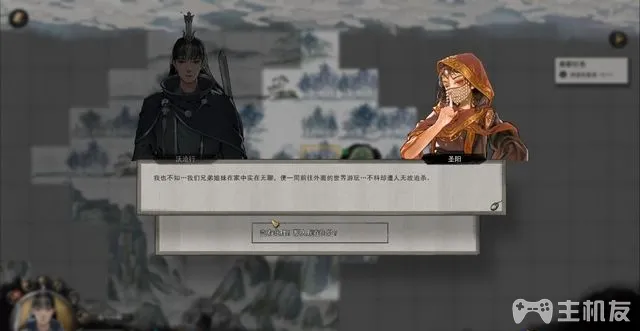 沃追行
圣阳
我也不知…我们兄弟姐妹在家中实在无聊，便一同前往外面的世界游玩…不料却遭人无故追杀。
主机友